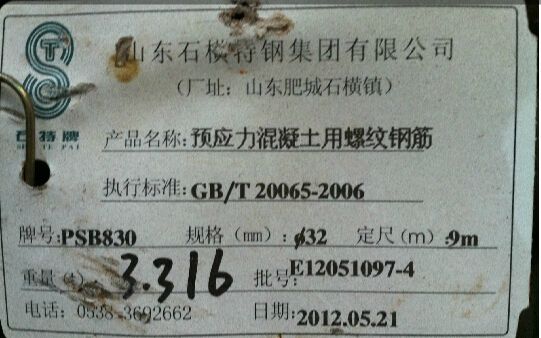 山东石横特钢集团有限公司
（厂址：山东肥城石横镇）
石特牌
SHI TE PAI
产品名称：预应力混凝土用螺纹钢筋
执行标准：GB/T 20065-2006
牌号：PSB830 规格（mm）：ϕ32 定尺（m）：9m
重量（t） 3.316 批号：E12051097-4
电话：0538-3692662 日期：2012.05.21